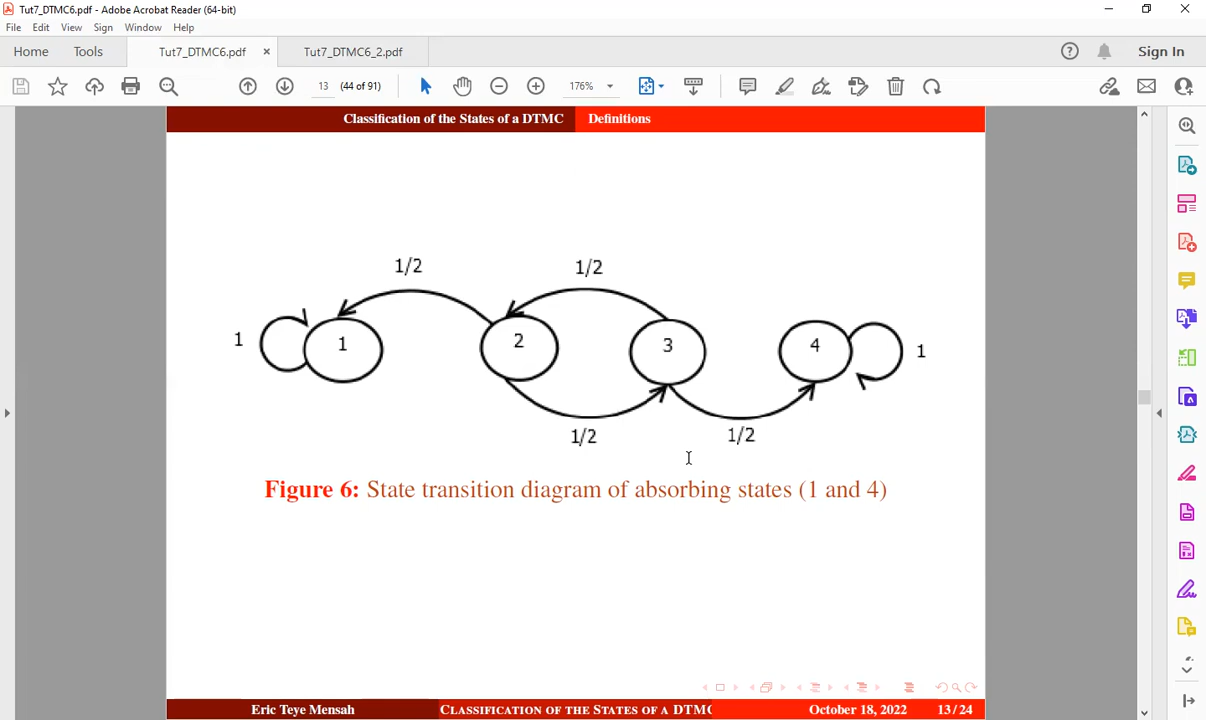 Tut7_DTMC6.pdf - Adobe Acrobat Reader (64-bit)
File Edit View Sign Window Help
Home Tools Tut7_DTMC6.pdf × Tut7_DTMC6_2.pdf Sign In
13 (44 of 91) 176%
Classification of the States of a DTMC Definitions
1/2 1/2
1 1 2 3 4 1
1/2 1/2
Figure 6: State transition diagram of absorbing states (1 and 4)
Eric Teye Mensah CLASSIFICATION OF THE STATES OF A DTMC October 18, 2022 13 / 24